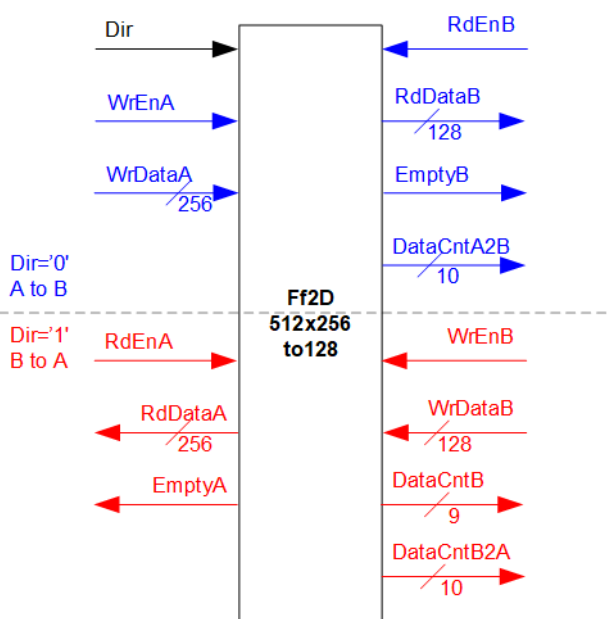 Dir
RdEnB
WrEnA
RdDataB
128
WrDataA
256
EmptyB
DataCntA2B
10
Dir='0'
A to B
Ff2D
512x256
to128
Dir='1'
B to A
RdEnA
WrEnB
RdDataA
256
WrDataB
128
EmptyA
DataCntB
9
DataCntB2A
10